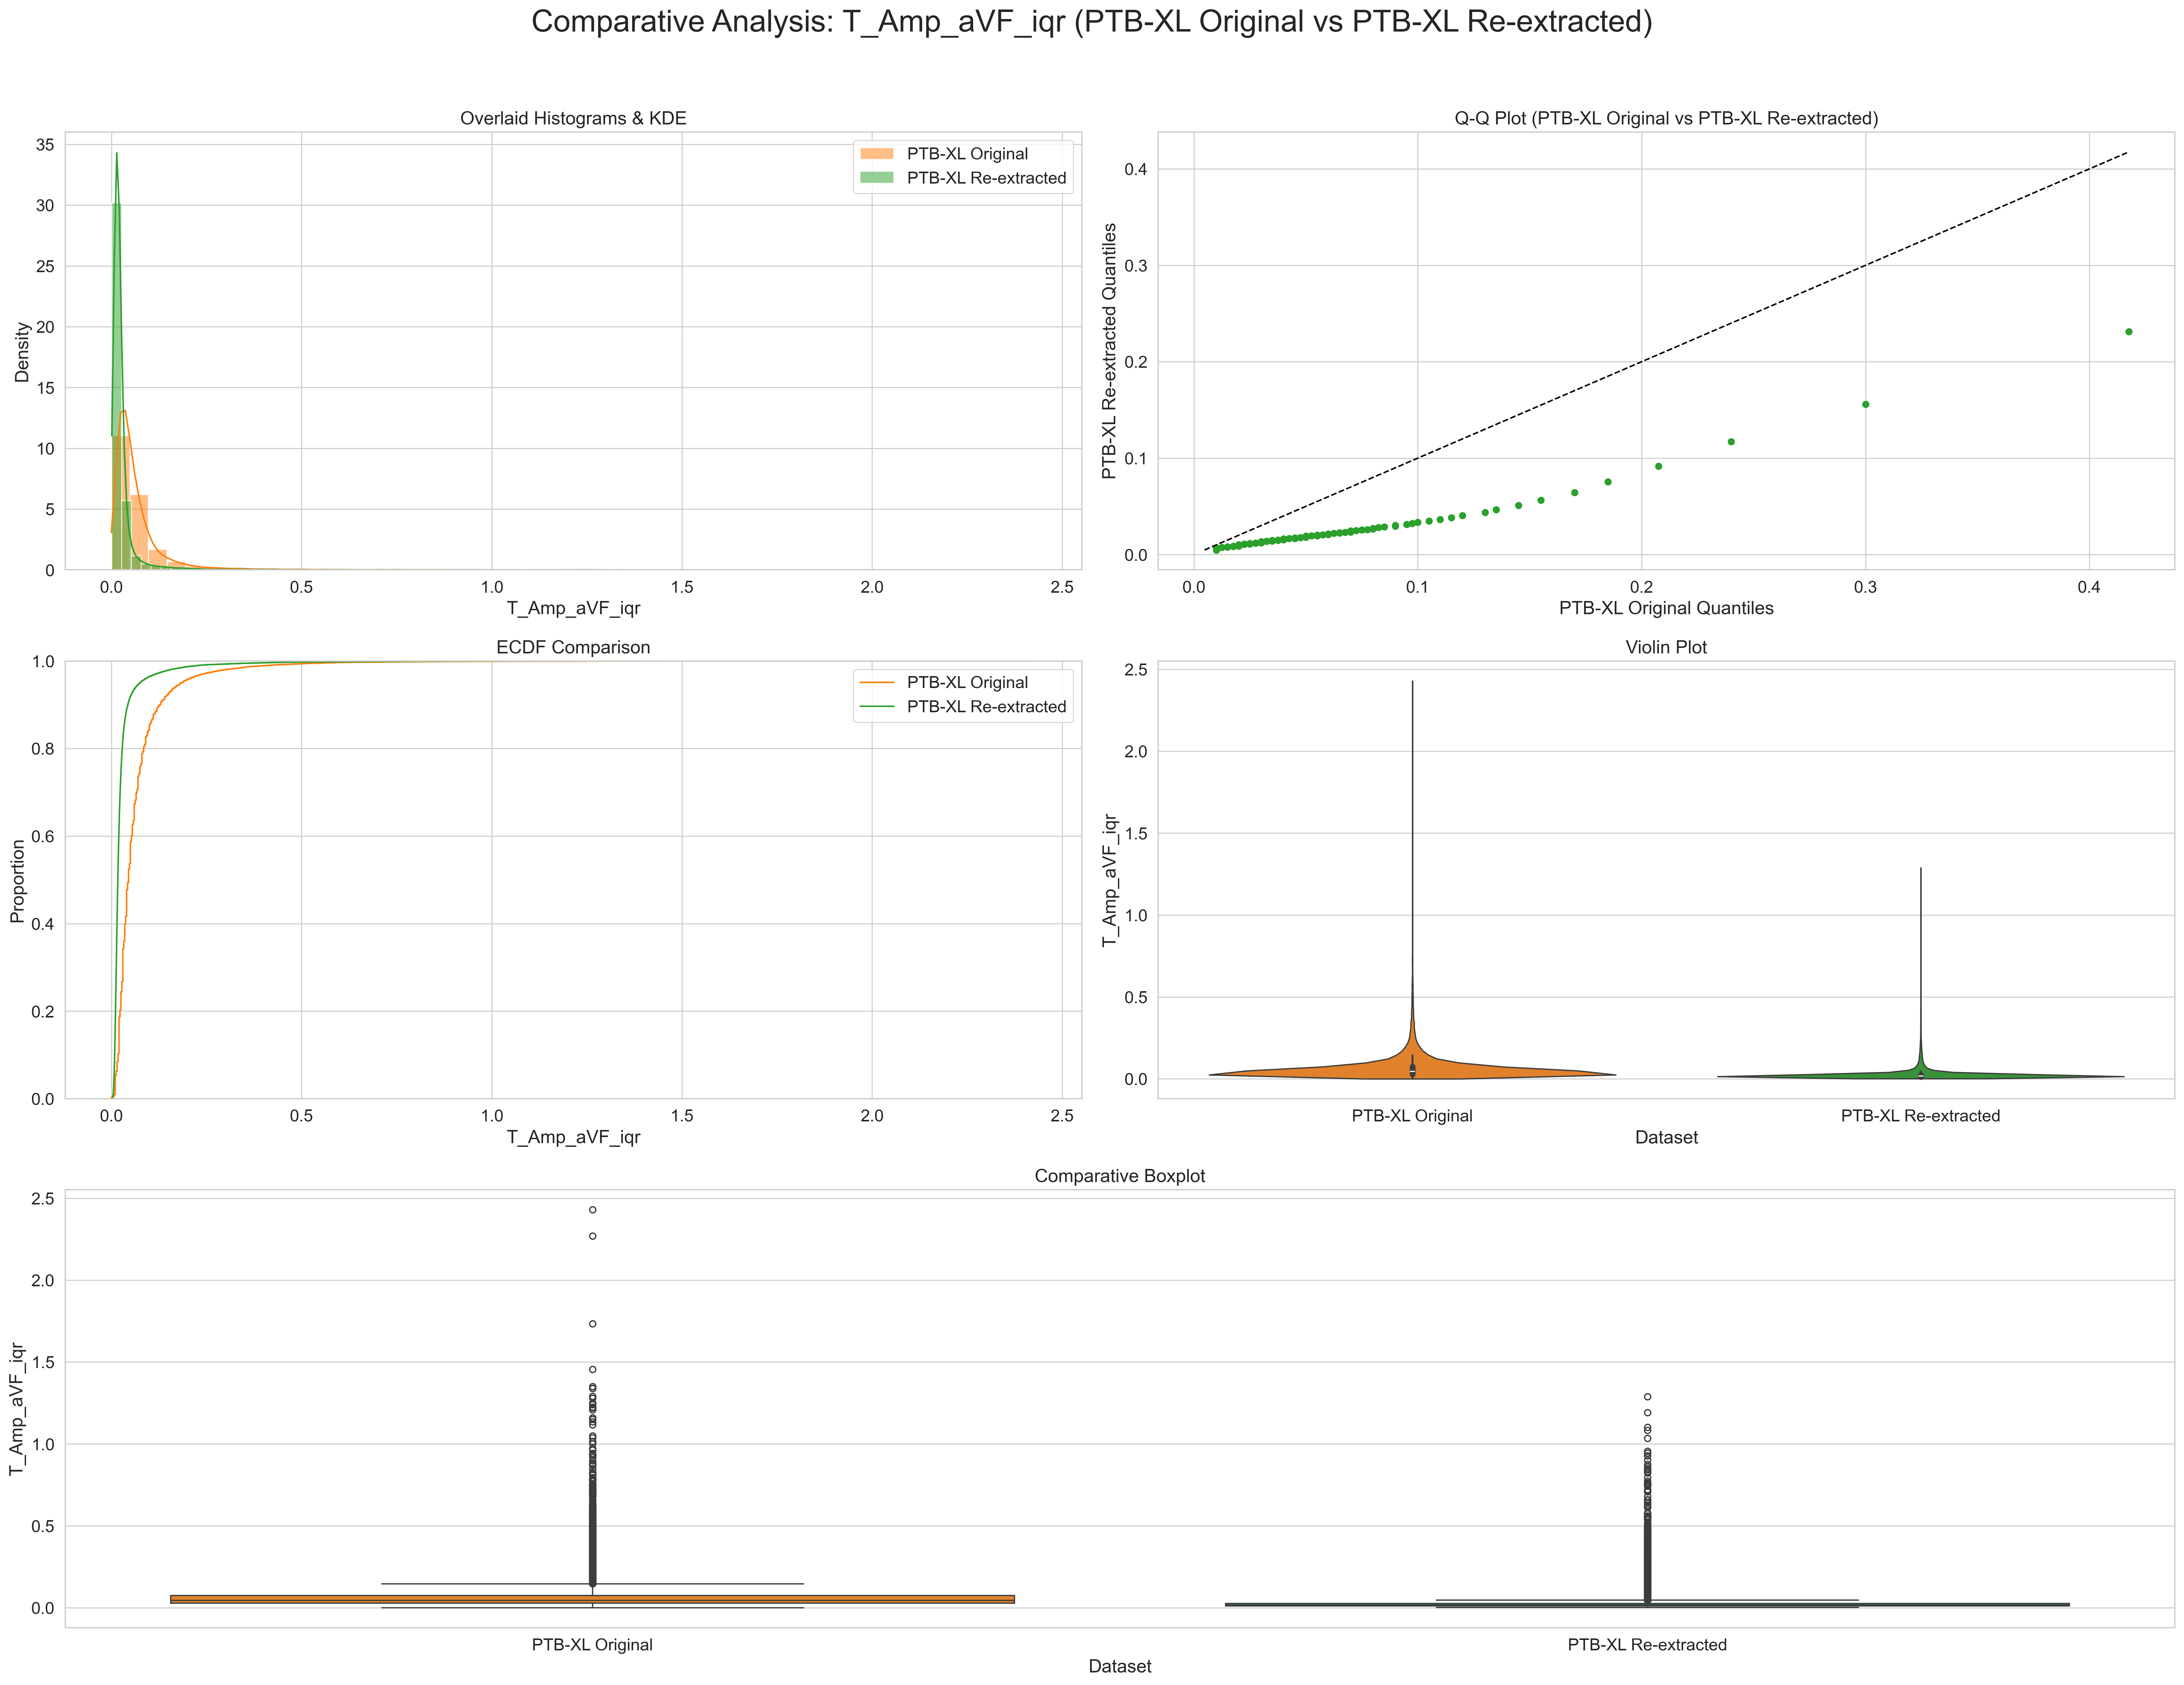 Comparative Analysis: T_Amp_aVF_iqr (PTB-XL Original vs PTB-XL Re-extracted)
Overlaid Histograms & KDE
35
30
25
20
15
10
5
0
Density
PTB-XL Original
PTB-XL Re-extracted
0.0 0.5 1.0 1.5 2.0 2.5
T_Amp_aVF_iqr
Q-Q Plot (PTB-XL Original vs PTB-XL Re-extracted)
0.4
0.3
0.2
0.1
0.0
PTB-XL Re-extracted Quantiles
0.0 0.1 0.2 0.3 0.4
PTB-XL Original Quantiles
ECDF Comparison
1.0
0.8
0.6
0.4
0.2
0.0
Proportion
PTB-XL Original
PTB-XL Re-extracted
0.0 0.5 1.0 1.5 2.0 2.5
T_Amp_aVF_iqr
Violin Plot
2.5
2.0
1.5
1.0
0.5
0.0
T_Amp_aVF_iqr
PTB-XL Original PTB-XL Re-extracted
Dataset
Comparative Boxplot
2.5
2.0
1.5
1.0
0.5
0.0
T_Amp_aVF_iqr
PTB-XL Original PTB-XL Re-extracted
Dataset